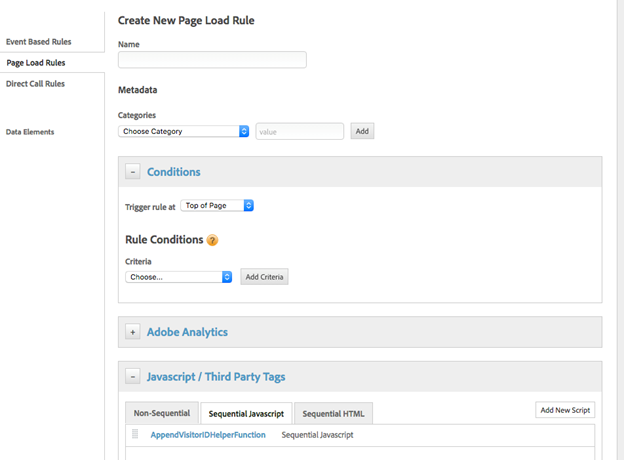 Create New Page Load Rule
Event Based Rules
Page Load Rules
Direct Call Rules
Data Elements
Name
Metadata
Categories
Choose Category
value
Add
− Conditions
Trigger rule at Top of Page
Rule Conditions ?
Criteria
Choose...
Add Criteria
+ Adobe Analytics
− Javascript / Third Party Tags
Non-Sequential Sequential Javascript Sequential HTML Add New Script
AppendVisitorIDHelperFunction Sequential Javascript